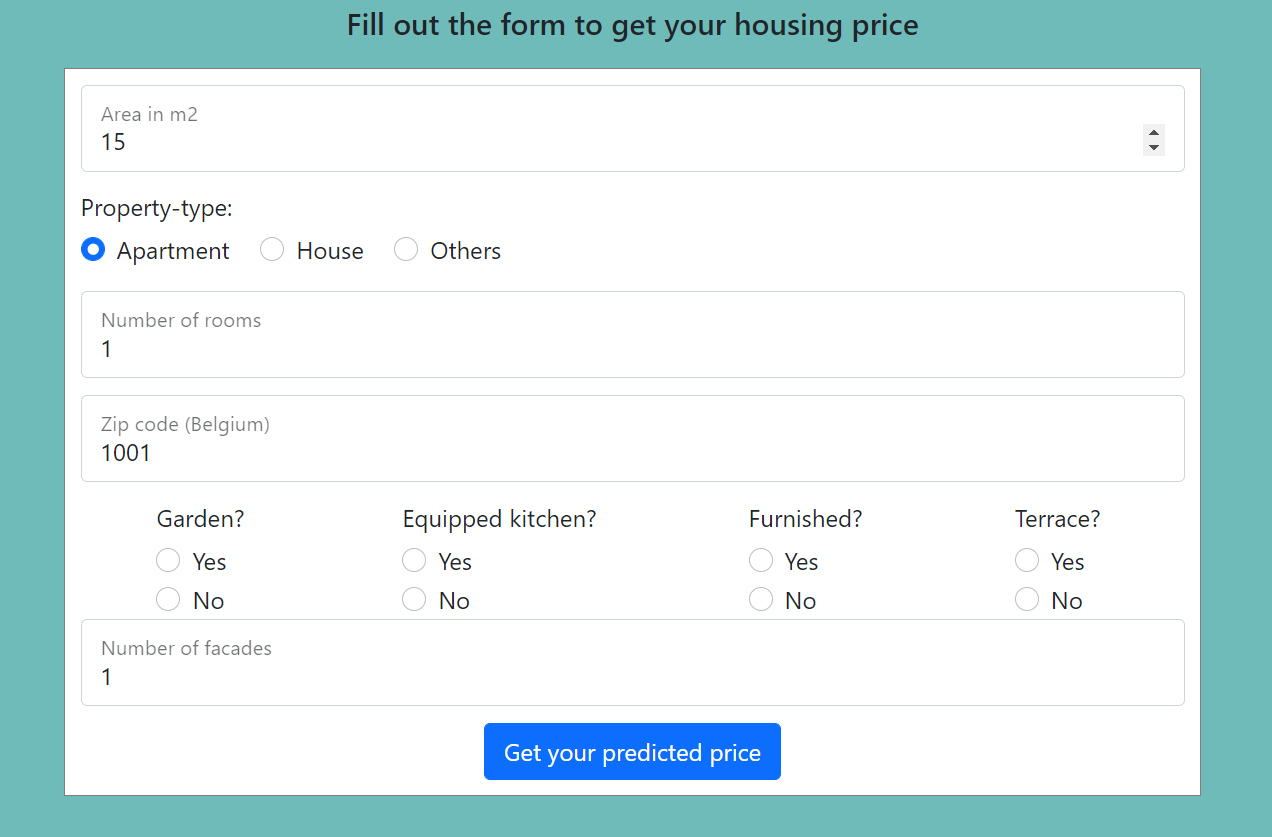 Fill out the form to get your housing price
Area in m2
15
Property-type:
Apartment House Others
Number of rooms
1
Zip code (Belgium)
1001
Garden? Equipped kitchen? Furnished? Terrace?
Yes Yes Yes Yes
No No No No
Number of facades
1
Get your predicted price